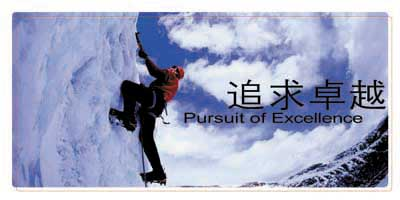 追求卓越
Pursuit of Excellence